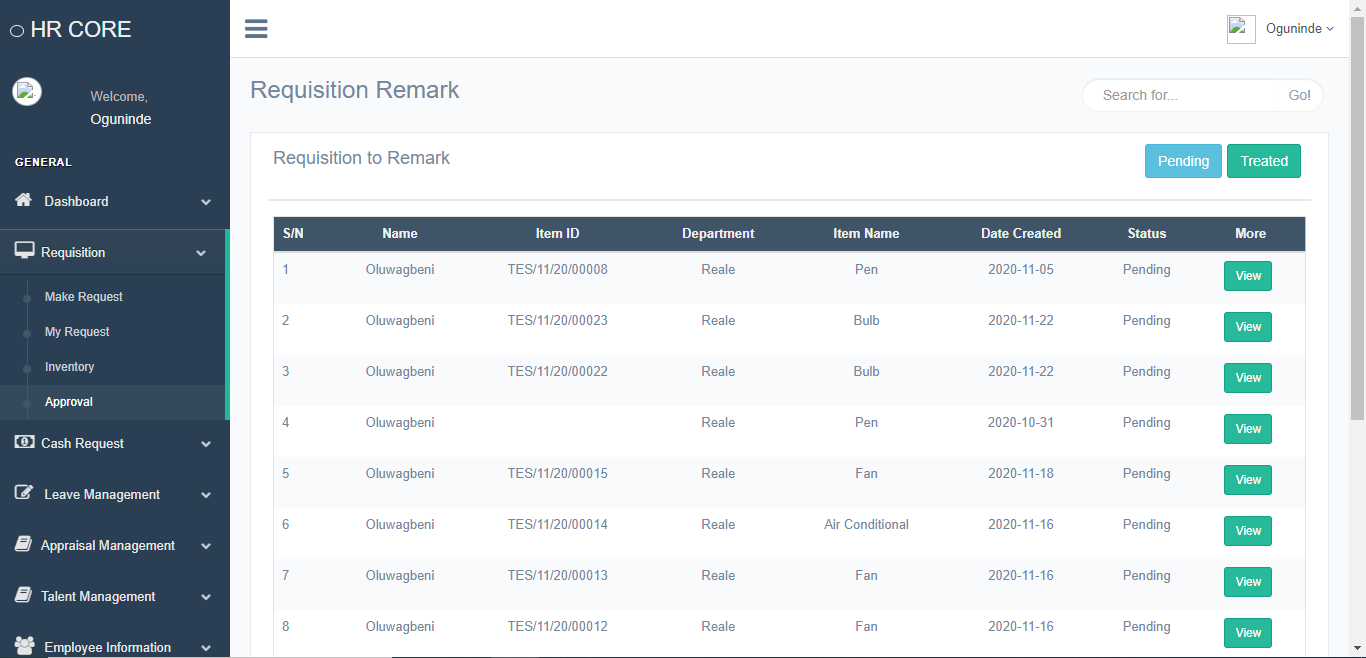 HR CORE
Oguninde
Welcome,
Oguninde
Requisition Remark
Search for...
Go!
GENERAL
Dashboard
Requisition
Make Request
My Request
Inventory
Approval
Cash Request
Leave Management
Appraisal Management
Talent Management
Employee Information
Requisition to Remark
Pending
Treated
S/N Name Item ID Department Item Name Date Created Status More
1 Oluwagbeni TES/11/20/00008 Reale Pen 2020-11-05 Pending View
2 Oluwagbeni TES/11/20/00023 Reale Bulb 2020-11-22 Pending View
3 Oluwagbeni TES/11/20/00022 Reale Bulb 2020-11-22 Pending View
4 Oluwagbeni Reale Pen 2020-10-31 Pending View
5 Oluwagbeni TES/11/20/00015 Reale Fan 2020-11-18 Pending View
6 Oluwagbeni TES/11/20/00014 Reale Air Conditional 2020-11-16 Pending View
7 Oluwagbeni TES/11/20/00013 Reale Fan 2020-11-16 Pending View
8 Oluwagbeni TES/11/20/00012 Reale Fan 2020-11-16 Pending View